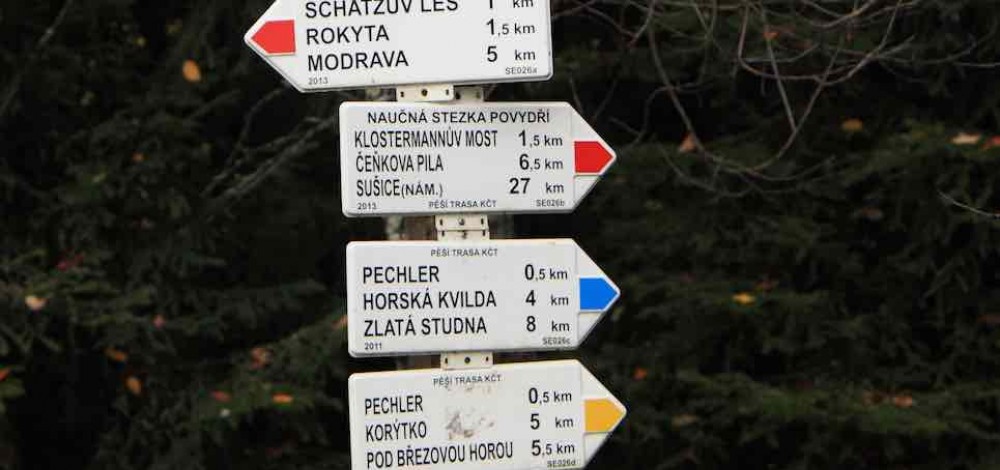 SCHATZŮV LES 1 km
ROKYTA 1,5 km
MODRAVA 5 km
2013 SE026a
NAUČNÁ STEZKA POVYDŘÍ
KLOSTERMANNŮV MOST 1,5 km
ČEŇKOVA PILA 6,5 km
SUŠICE(NÁM.) 27 km
2013 PĚŠÍ TRASA KČT SE026b
PĚŠÍ TRASA KČT
PECHLER 0,5 km
HORSKÁ KVILDA 4 km
ZLATÁ STUDNA 8 km
2011 SE026c
PĚŠÍ TRASA KČT
PECHLER 0,5 km
KORÝTKO 5 km
POD BŘEZOVOU HOROU 5,5 km
SE026d